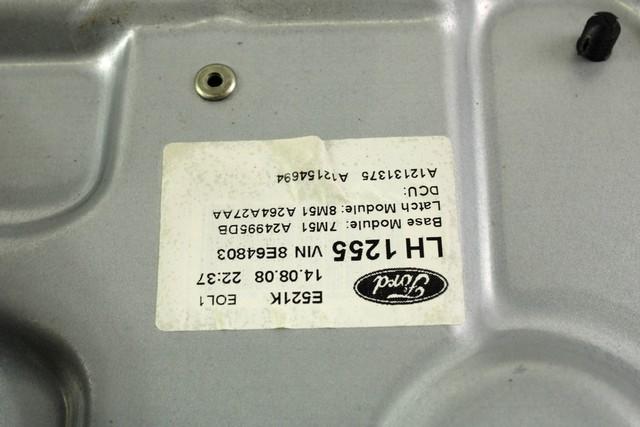 Ford
E521K EOL1
14.08.08 22:37
LH 1255 VIN 8E64803
Base Module: 7M51 A24995DB
Latch Module: 8M51 A264A27AA
DCU:
A12131375 A12154694